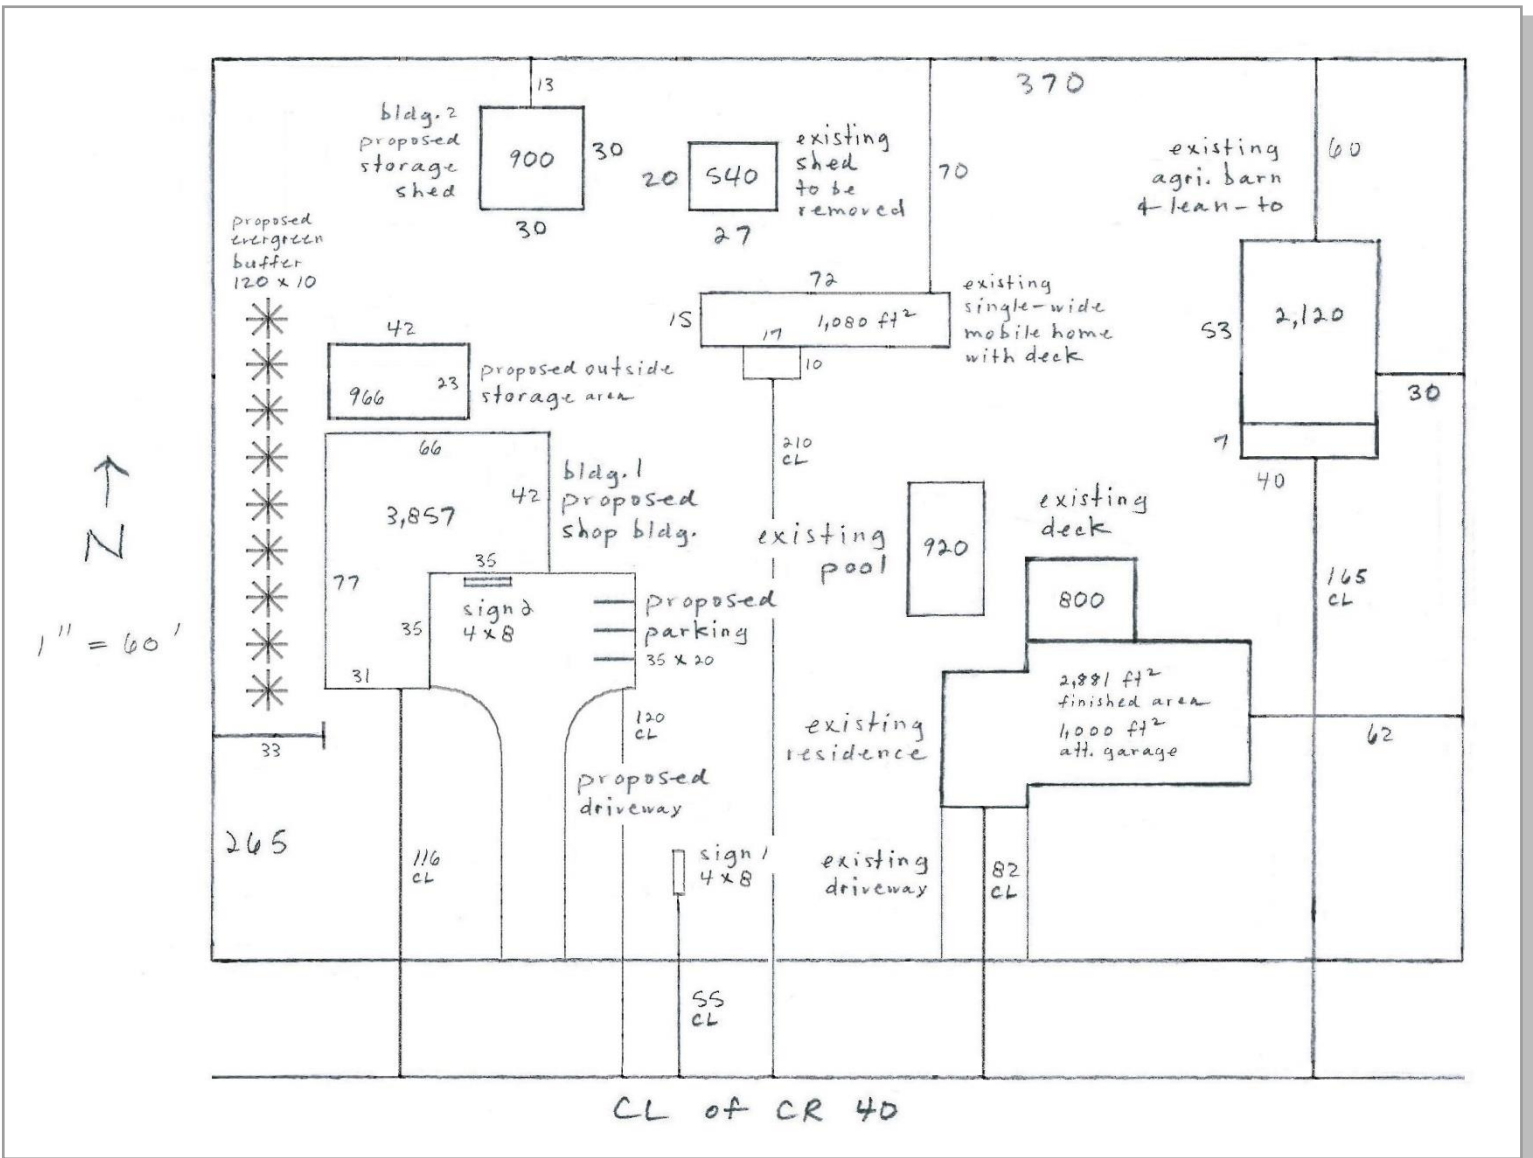 13
370
bldg. 2
proposed
storage
shed
900
30
30
20
540
27
existing
shed
to be
removed
70
existing
agri. barn
& lean-to
60
proposed
evergreen
buffer
120 x 10
72
15
1,080 ft²
17
10
existing
single-wide
mobile home
with deck
53
2,120
30
7
40
42
23
966
proposed outside
storage area
66
42
3,857
77
35
35
31
bldg. 1
proposed
shop bldg.
210
CL
N
1" = 60'
sign 2
4 x 8
proposed
parking
35 x 20
existing
pool
920
existing
deck
800
165
CL
33
120
CL
existing
residence
2,881 ft²
finished area
1,000 ft²
att. garage
62
proposed
driveway
265
116
CL
sign 1
4 x 8
existing
driveway
82
CL
55
CL
CL of CR 40